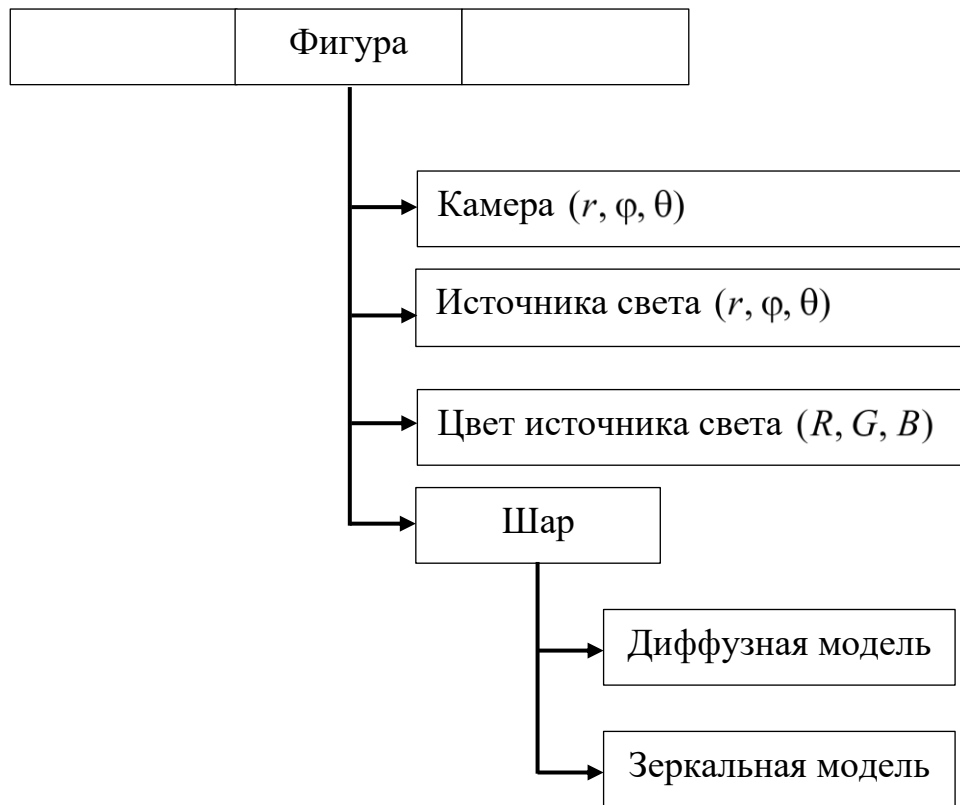 Фигура
Камера (r, φ, θ)
Источника света (r, φ, θ)
Цвет источника света (R, G, B)
Шар
Диффузная модель
Зеркальная модель